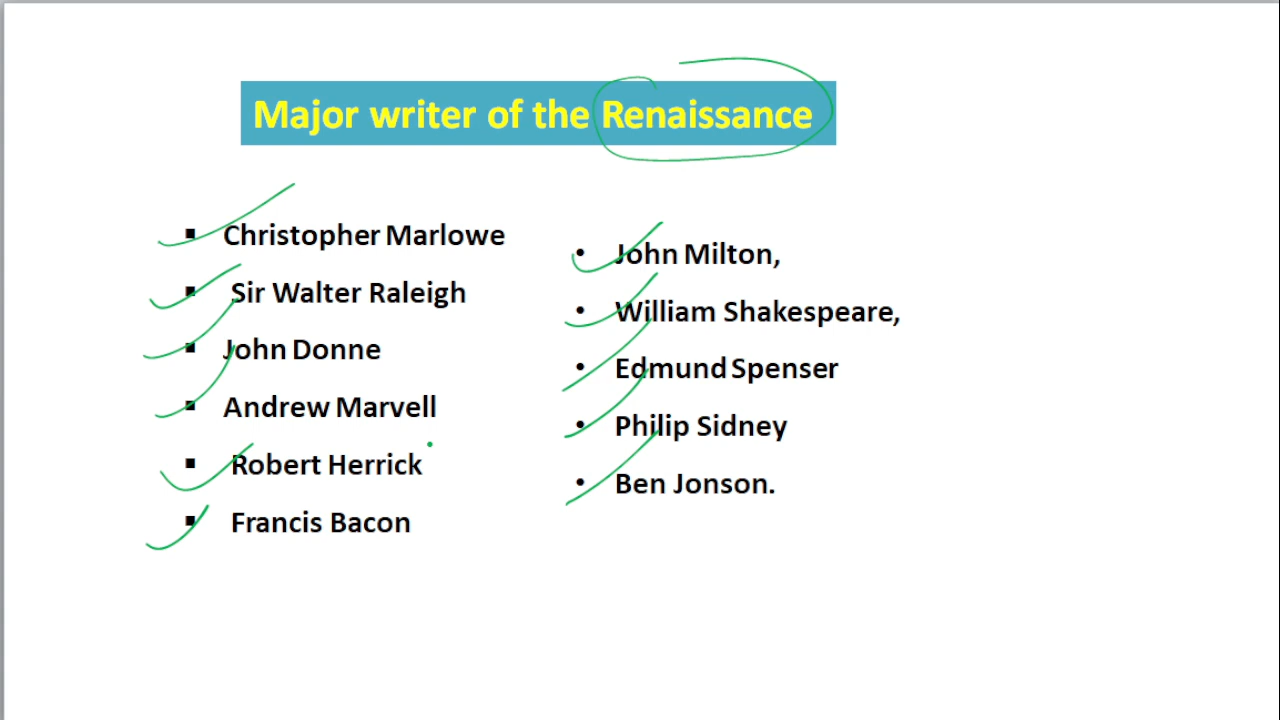 Major writer of the Renaissance
Christopher Marlowe
Sir Walter Raleigh
John Donne
Andrew Marvell
Robert Herrick
Francis Bacon
John Milton,
William Shakespeare,
Edmund Spenser
Philip Sidney
Ben Jonson.